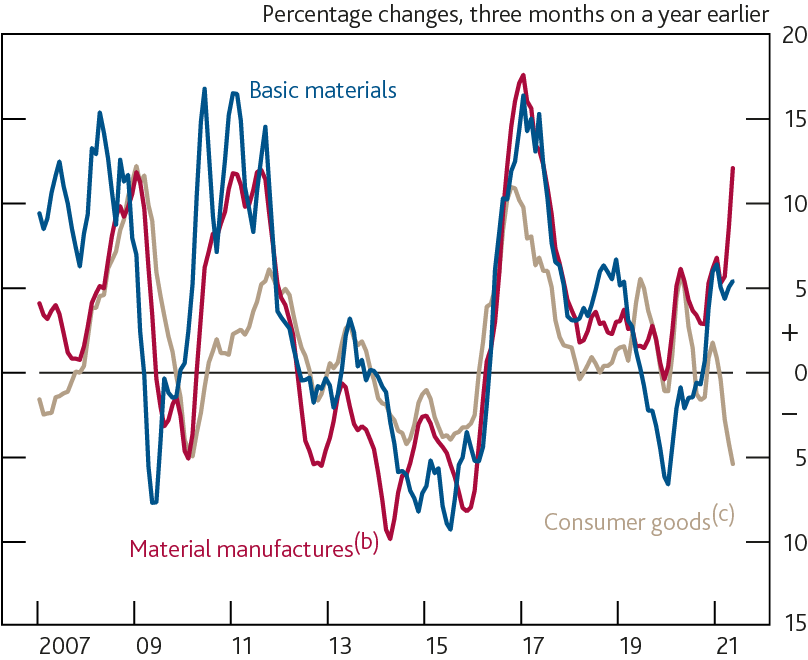 Percentage changes, three months on a year earlier
20
Basic materials
15
10
5
+
0
–
5
Consumer goods(c)
Material manufactures(b)
10
15
2007 09 11 13 15 17 19 21